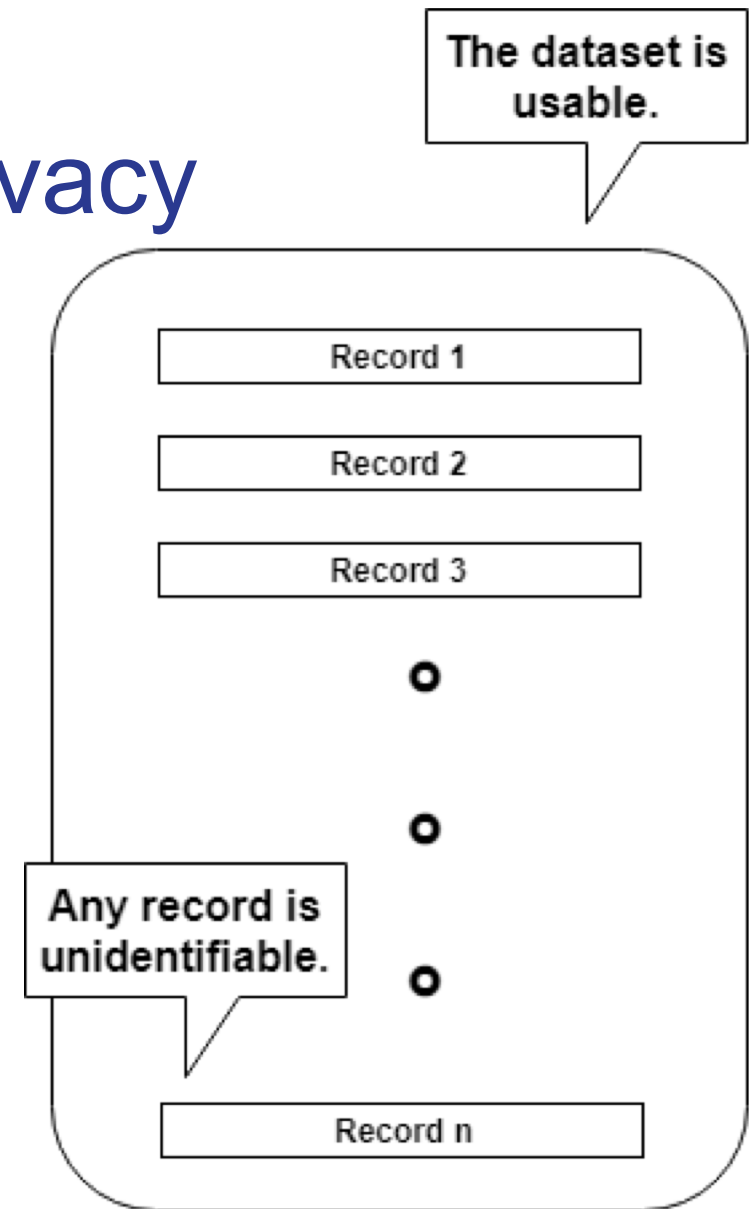 The dataset is
usable.
vacy
Record 1
Record 2
Record 3
Any record is
unidentifiable.
Record n